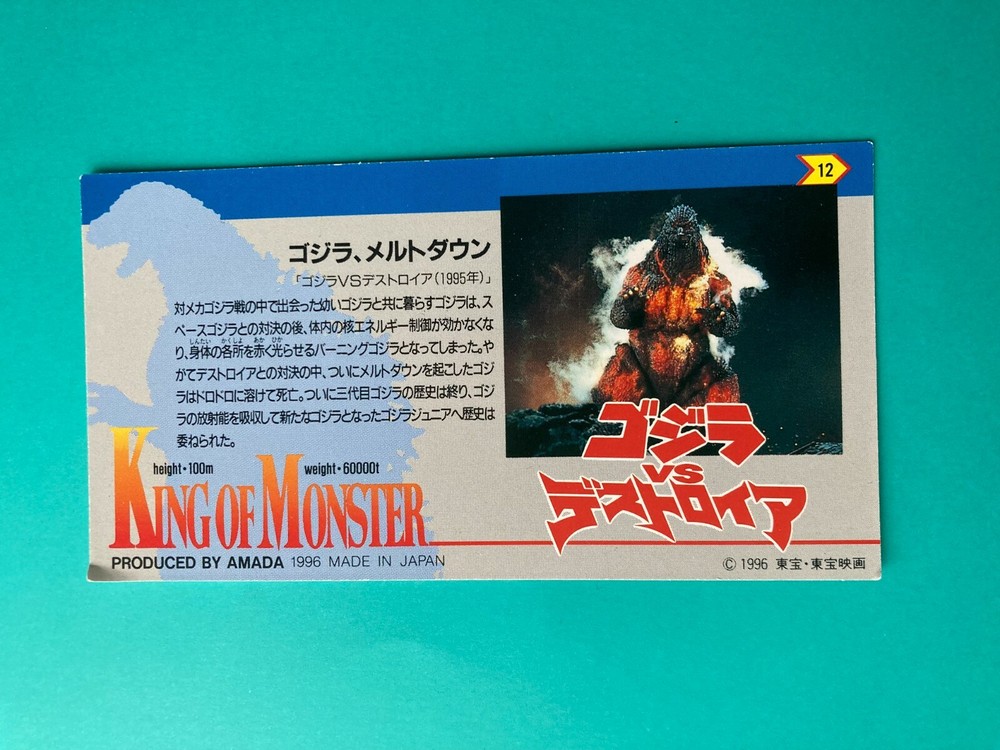 12
ゴジラ、メルトダウン
「ゴジラVSデストロイア(1995年)」
対メカゴジラ戦の中で出会った幼いゴジラと共に暮らすゴジラは、ス
ペースゴジラとの対決の後、体内の核エネルギー制御が効かなくな
しんたい かくしょ あか ひか
り、身体の各所を赤く光らせるバーニングゴジラとなってしまった。や
がてデストロイアとの対決の中、ついにメルトダウンを起こしたゴジ
ラはドロドロに溶けて死亡。ついに三代目ゴジラの歴史は終り、ゴジ
ラの放射能を吸収して新たなゴジラとなったゴジラジュニアへ歴史は
委ねられた。
height・100m weight・60000t
KING OF MONSTER
PRODUCED BY AMADA 1996 MADE IN JAPAN
ゴジラ
VS
デストロイア
© 1996 東宝・東宝映画